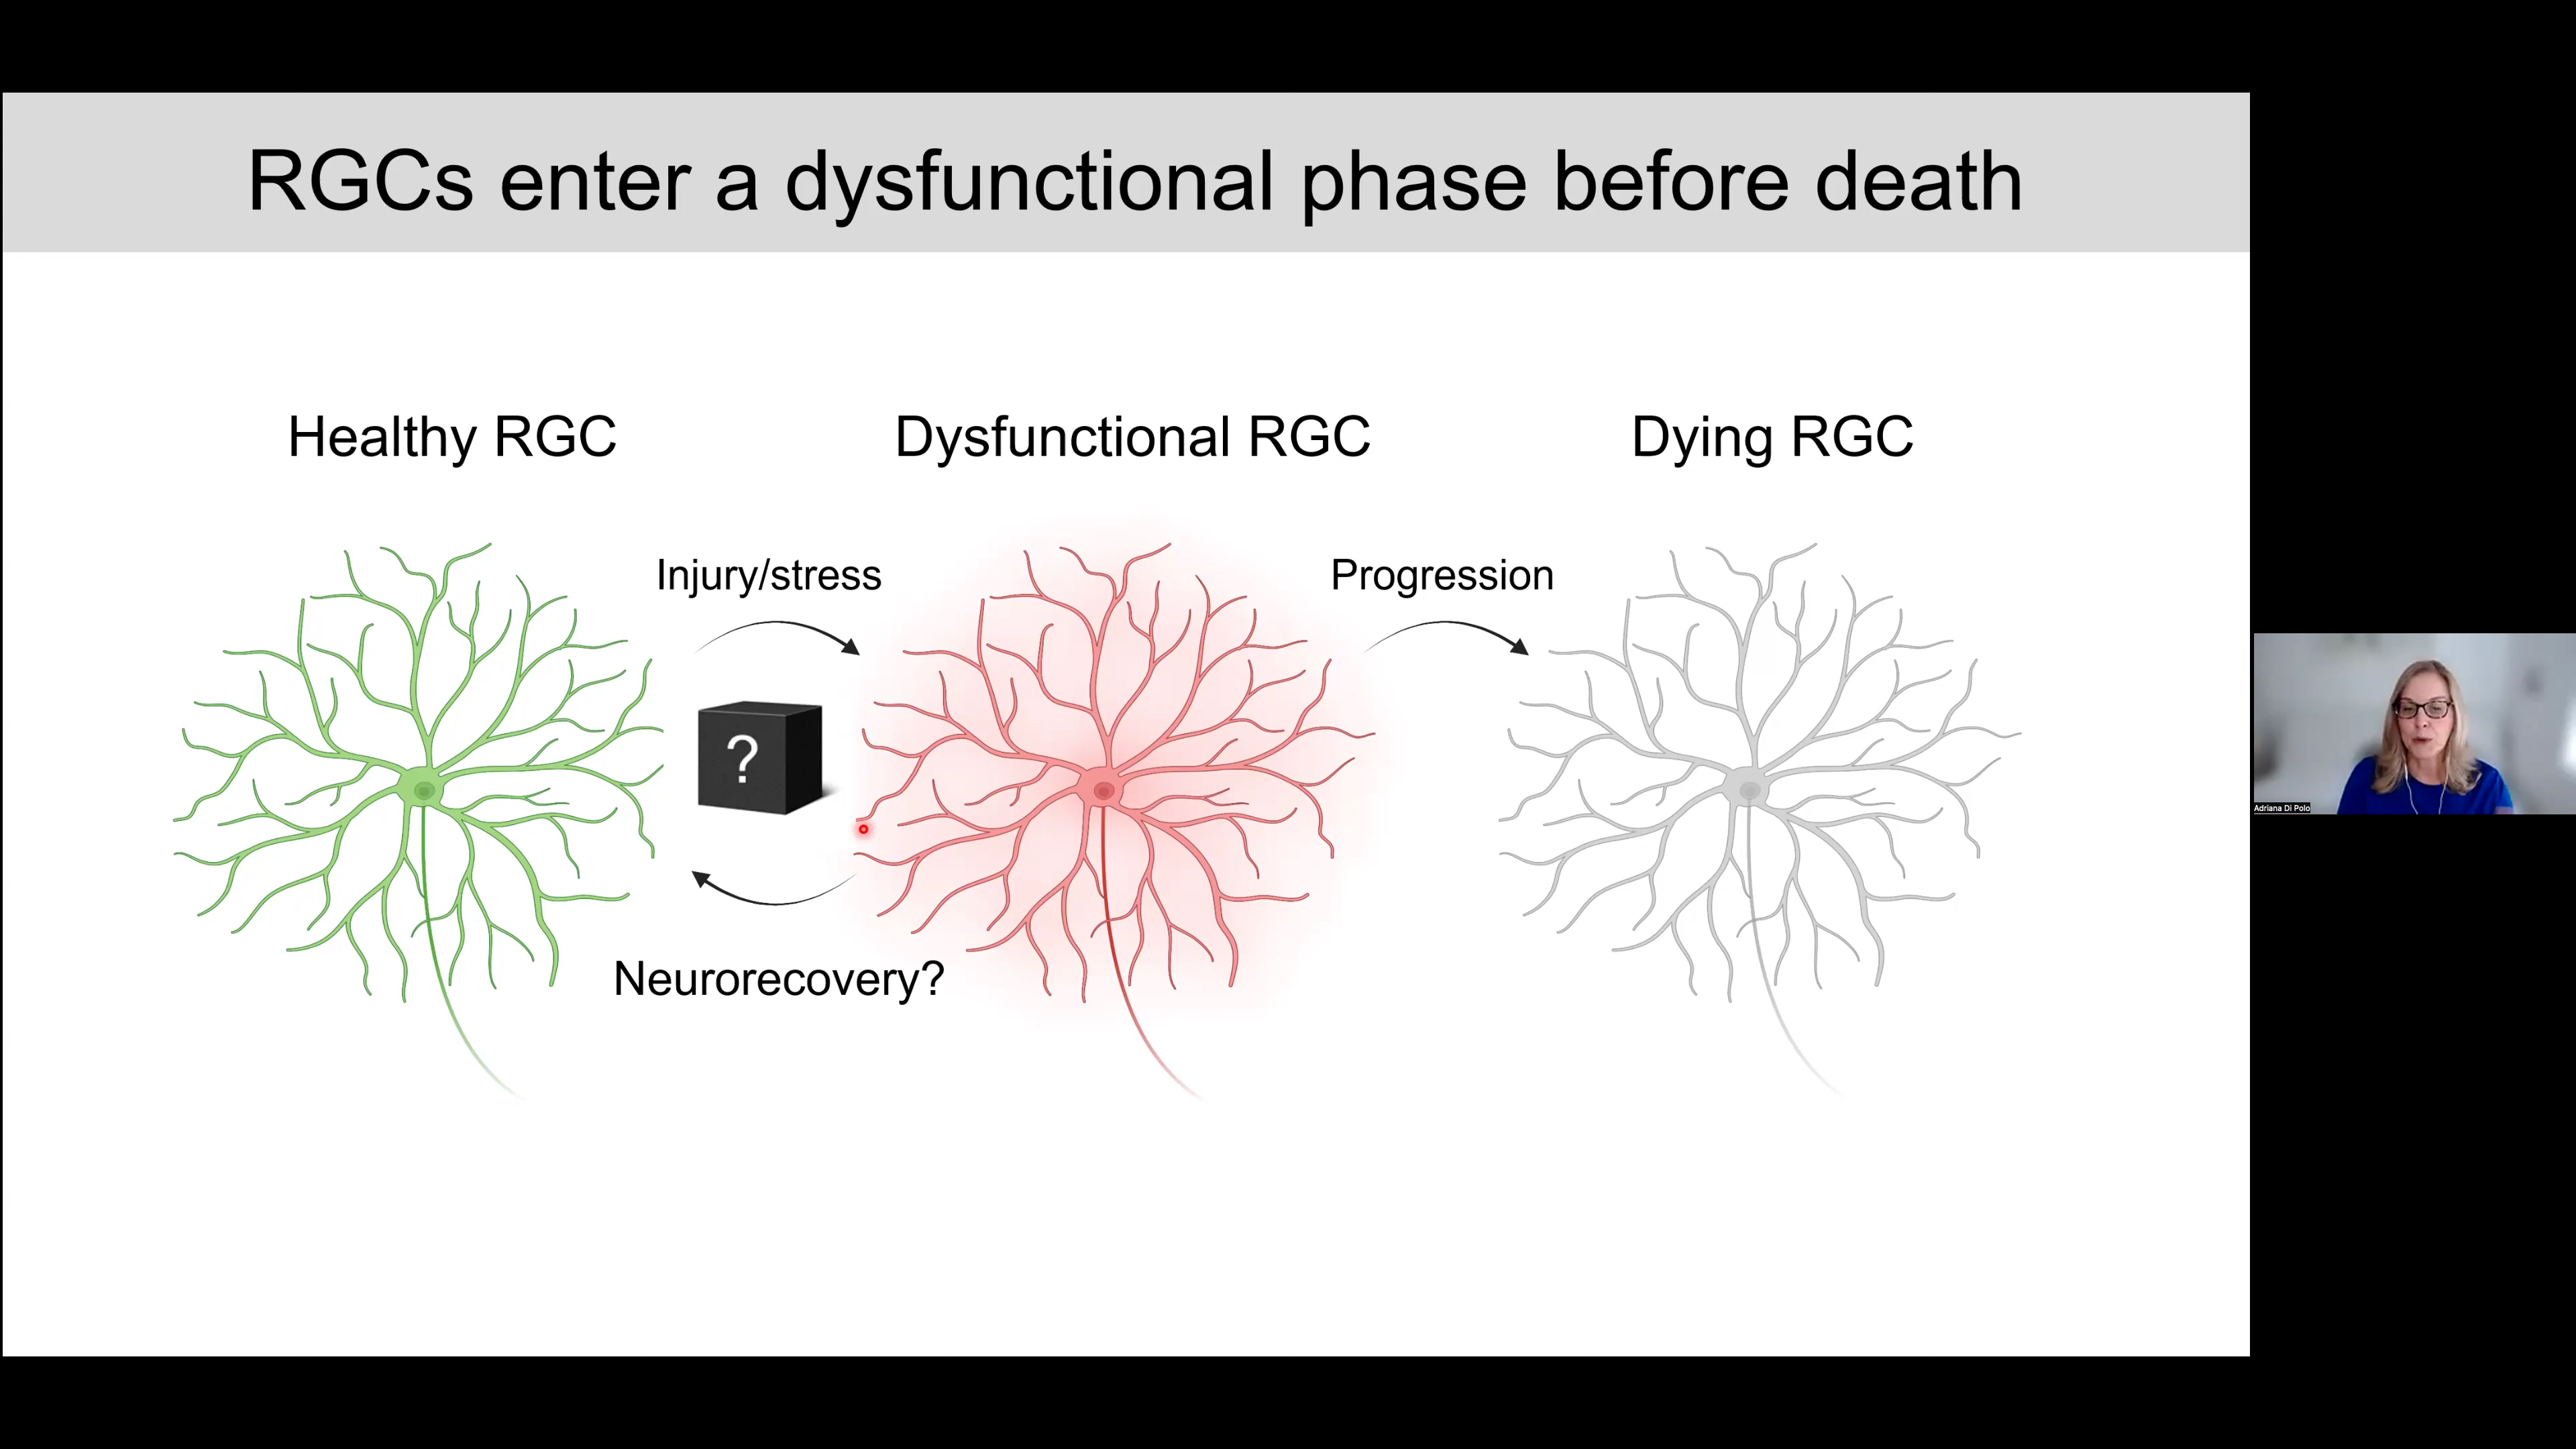 RGCs enter a dysfunctional phase before death
Healthy RGC
Dysfunctional RGC
Dying RGC
Injury/stress
Progression
?
Neurorecovery?
Adriana Di Polo